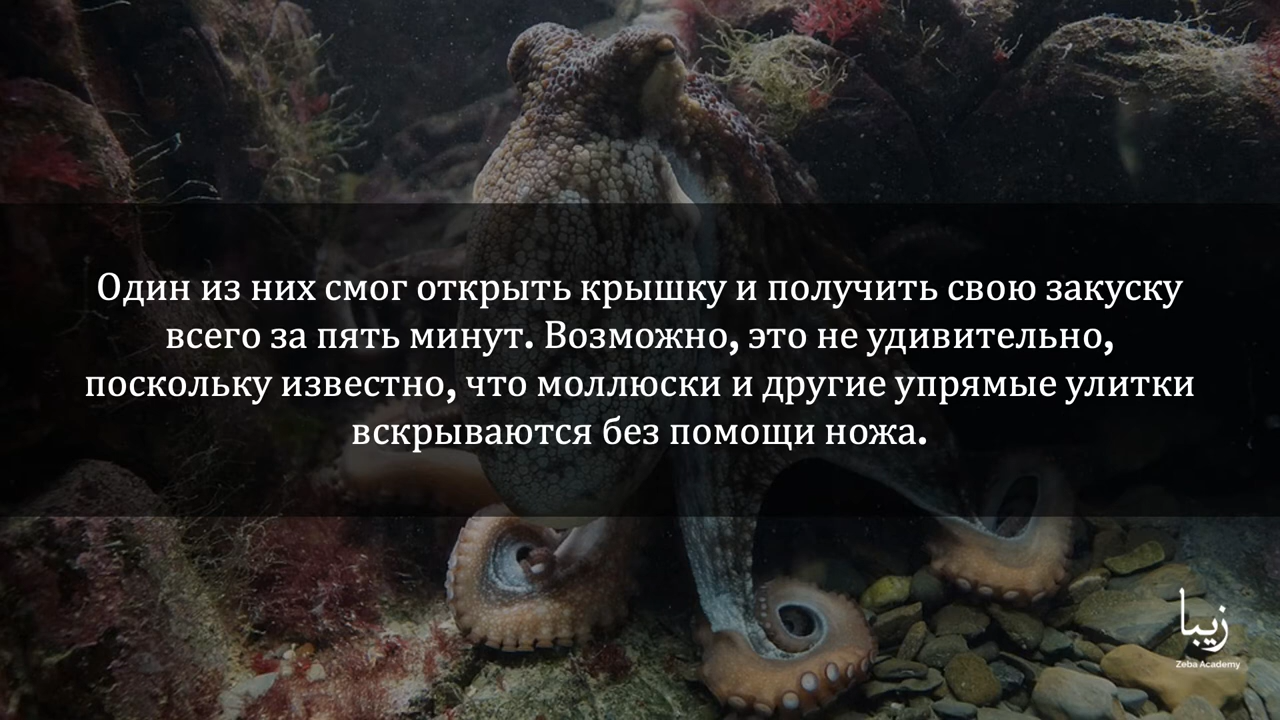 Один из них смог открыть крышку и получить свою закуску
всего за пять минут. Возможно, это не удивительно,
поскольку известно, что моллюски и другие упрямые улитки
вскрываются без помощи ножа.
زيبا
Zeba Academy